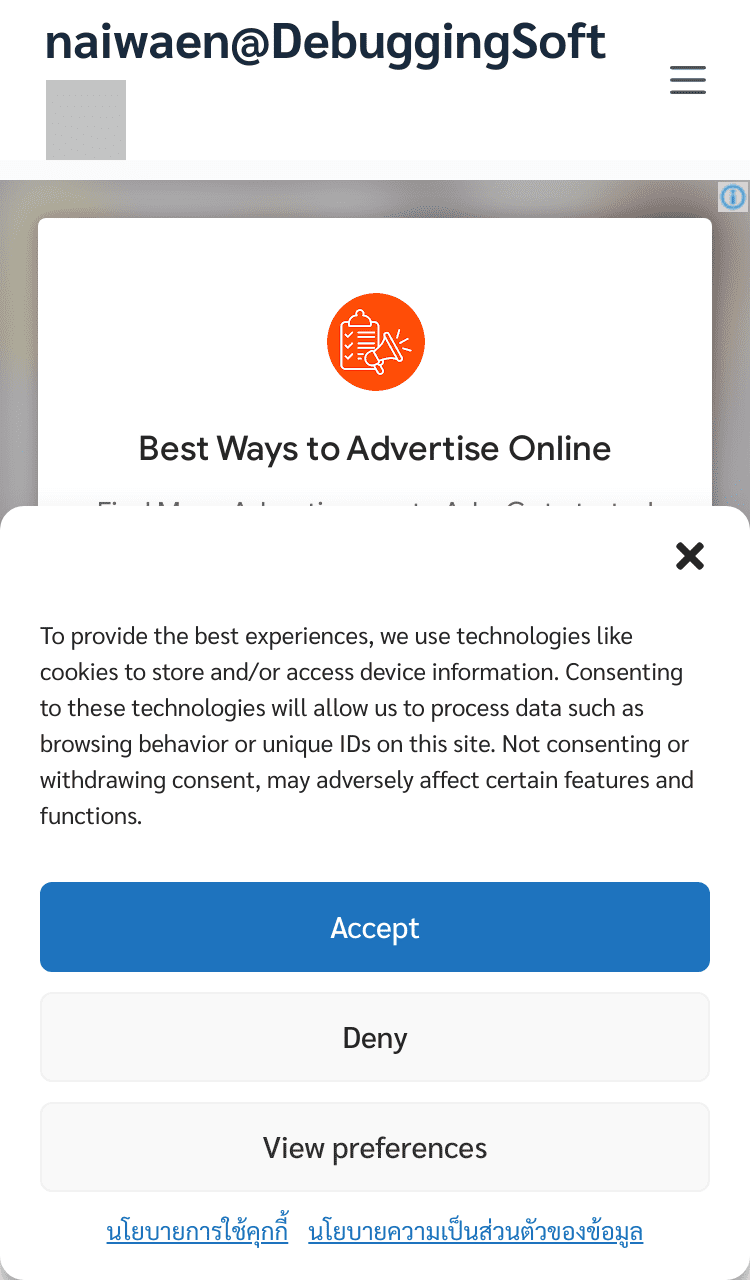 naiwaen@DebuggingSoft
Best Ways to Advertise Online
To provide the best experiences, we use technologies like
cookies to store and/or access device information. Consenting
to these technologies will allow us to process data such as
browsing behavior or unique IDs on this site. Not consenting or
withdrawing consent, may adversely affect certain features and
functions.
Accept
Deny
View preferences
นโยบายการใช้คุกกี้ นโยบายความเป็นส่วนตัวของข้อมูล